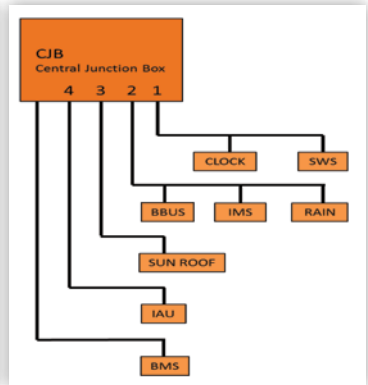 CJB
Central Junction Box
4 3 2 1
CLOCK SWS
BBUS IMS RAIN
SUN ROOF
IAU
BMS